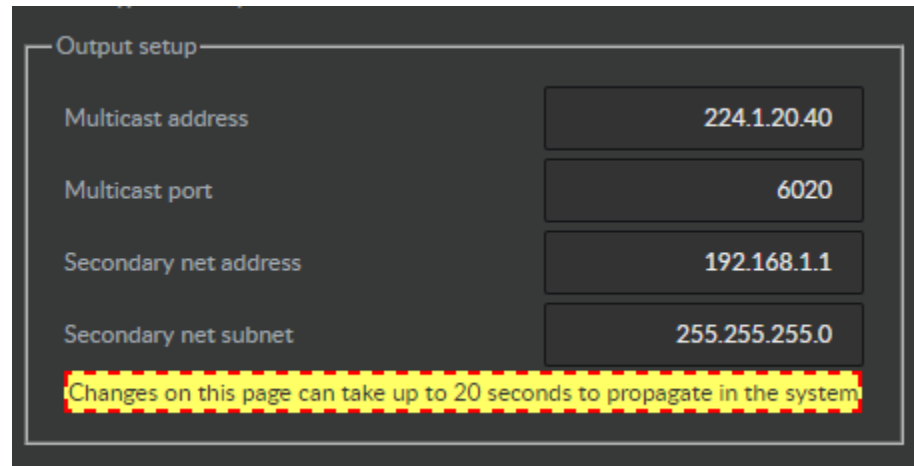 Output setup
Multicast address 224.1.20.40
Multicast port 6020
Secondary net address 192.168.1.1
Secondary net subnet 255.255.255.0
Changes on this page can take up to 20 seconds to propagate in the system